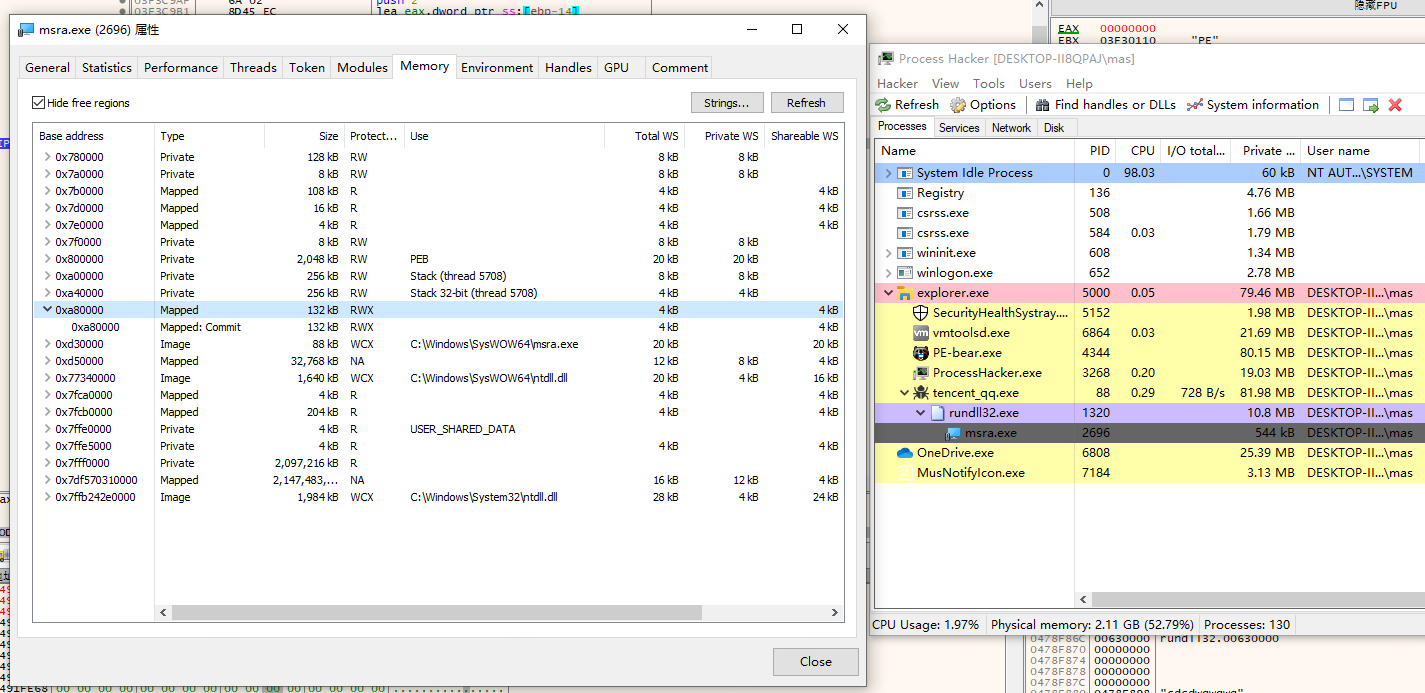 03F3C9AF 6A 02 push 2
03F3C9B1 8D45 EC lea eax,dword ptr ss:[ebp-14]
隐藏FPU
EAX 00000000
EBX 03F30110 "PE"
msra.exe (2696) 属性
General Statistics Performance Threads Token Modules Memory Environment Handles GPU Comment
Hide free regions
Strings... Refresh
Base address Type Size Protect... Use Total WS Private WS Shareable WS
0x780000 Private 128 kB RW 8 kB 8 kB
0x7a0000 Private 8 kB RW 8 kB 8 kB
0x7b0000 Mapped 108 kB R 4 kB 4 kB
0x7d0000 Mapped 16 kB R 4 kB 4 kB
0x7e0000 Mapped 4 kB R 4 kB 4 kB
0x7f0000 Private 8 kB RW 8 kB 8 kB
0x800000 Private 2,048 kB RW PEB 20 kB 20 kB
0xa00000 Private 256 kB RW Stack (thread 5708) 8 kB 8 kB
0xa40000 Private 256 kB RW Stack 32-bit (thread 5708) 4 kB 4 kB
0xa80000 Mapped 132 kB RWX 4 kB 4 kB
0xa80000 Mapped: Commit 132 kB RWX 4 kB 4 kB
0xd30000 Image 88 kB WCX C:\Windows\SysWOW64\msra.exe 20 kB 20 kB
0xd50000 Mapped 32,768 kB NA 12 kB 8 kB 4 kB
0x77340000 Image 1,640 kB WCX C:\Windows\SysWOW64\ntdll.dll 20 kB 4 kB 16 kB
0x7fca0000 Mapped 4 kB R 4 kB 4 kB
0x7fcb0000 Mapped 204 kB R 4 kB 4 kB
0x7ffe0000 Private 4 kB R USER_SHARED_DATA
0x7ffe5000 Private 4 kB R 4 kB 4 kB
0x7fff0000 Private 2,097,216 kB R
0x7df570310000 Mapped 2,147,483,... NA 16 kB 12 kB 4 kB
0x7ffb242e0000 Image 1,984 kB WCX C:\Windows\System32\ntdll.dll 28 kB 4 kB 24 kB
Close
Process Hacker [DESKTOP-II8QPAJ\mas]
Hacker View Tools Users Help
Refresh Options Find handles or DLLs System information
Processes Services Network Disk
Name PID CPU I/O total... Private ... User name
System Idle Process 0 98.03 60 kB NT AUT...\SYSTEM
Registry 136 4.76 MB
csrss.exe 508 1.66 MB
csrss.exe 584 0.03 1.79 MB
wininit.exe 608 1.34 MB
winlogon.exe 652 2.78 MB
explorer.exe 5000 0.05 79.46 MB DESKTOP-II...\mas
SecurityHealthSystray.... 5152 1.98 MB DESKTOP-II...\mas
vmtoolsd.exe 6864 0.03 21.69 MB DESKTOP-II...\mas
PE-bear.exe 4344 80.15 MB DESKTOP-II...\mas
ProcessHacker.exe 3268 0.20 19.03 MB DESKTOP-II...\mas
tencent_qq.exe 88 0.29 728 B/s 81.98 MB DESKTOP-II...\mas
rundll32.exe 1320 10.8 MB DESKTOP-II...\mas
msra.exe 2696 544 kB DESKTOP-II...\mas
OneDrive.exe 6808 25.39 MB DESKTOP-II...\mas
MusNotifyIcon.exe 7184 3.13 MB DESKTOP-II...\mas
CPU Usage: 1.97% Physical memory: 2.11 GB (52.79%) Processes: 130
0478F86C 00630000 rundll32.00630000
0478F870 00000000
0478F874 00000000
0478F878 00000000
0478F87C 00000000
491FE68 00 00 00 00 00 00 00 00 00 00 00 00 00 00 00 00